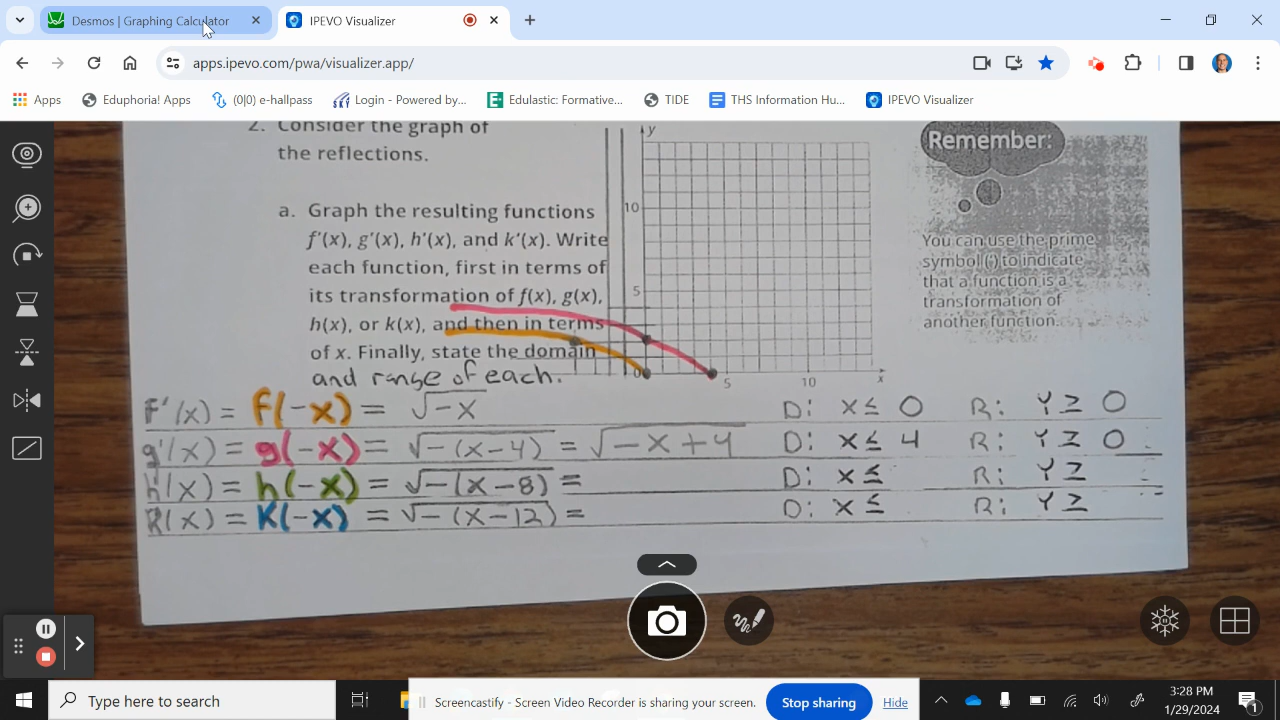 Desmos | Graphing Calculator
IPEVO Visualizer
apps.ipevo.com/pwa/visualizer.app/
Apps
Eduphoria! Apps
(0|0) e-hallpass
Login - Powered by...
Edulastic: Formative...
TIDE
THS Information Hu...
IPEVO Visualizer
2. Consider the graph of
the reflections.
a. Graph the resulting functions
f'(x), g'(x), h'(x), and k'(x). Write
each function, first in terms of
its transformation of f(x), g(x),
h(x), or k(x), and then in terms
of x. Finally, state the domain
and range of each.
y
10
5
0
5
10
x
Remember:
You can use the prime
symbol (') to indicate
that a function is a
transformation of
another function.
F'(x) = f(-x) = √-x D: x ≤ 0 R: Y ≥ 0
g'(x) = g(-x) = √-(x-4) = √-x+4 D: x ≤ 4 R: Y ≥ 0
h'(x) = h(-x) = √-(x-8) = D: x ≤ R: Y ≥
K(x) = K(-x) = √-(x-12) = D: x ≤ R: Y ≥
Type here to search
Screencastify - Screen Video Recorder is sharing your screen.
Stop sharing
Hide
3:28 PM
1/29/2024
1